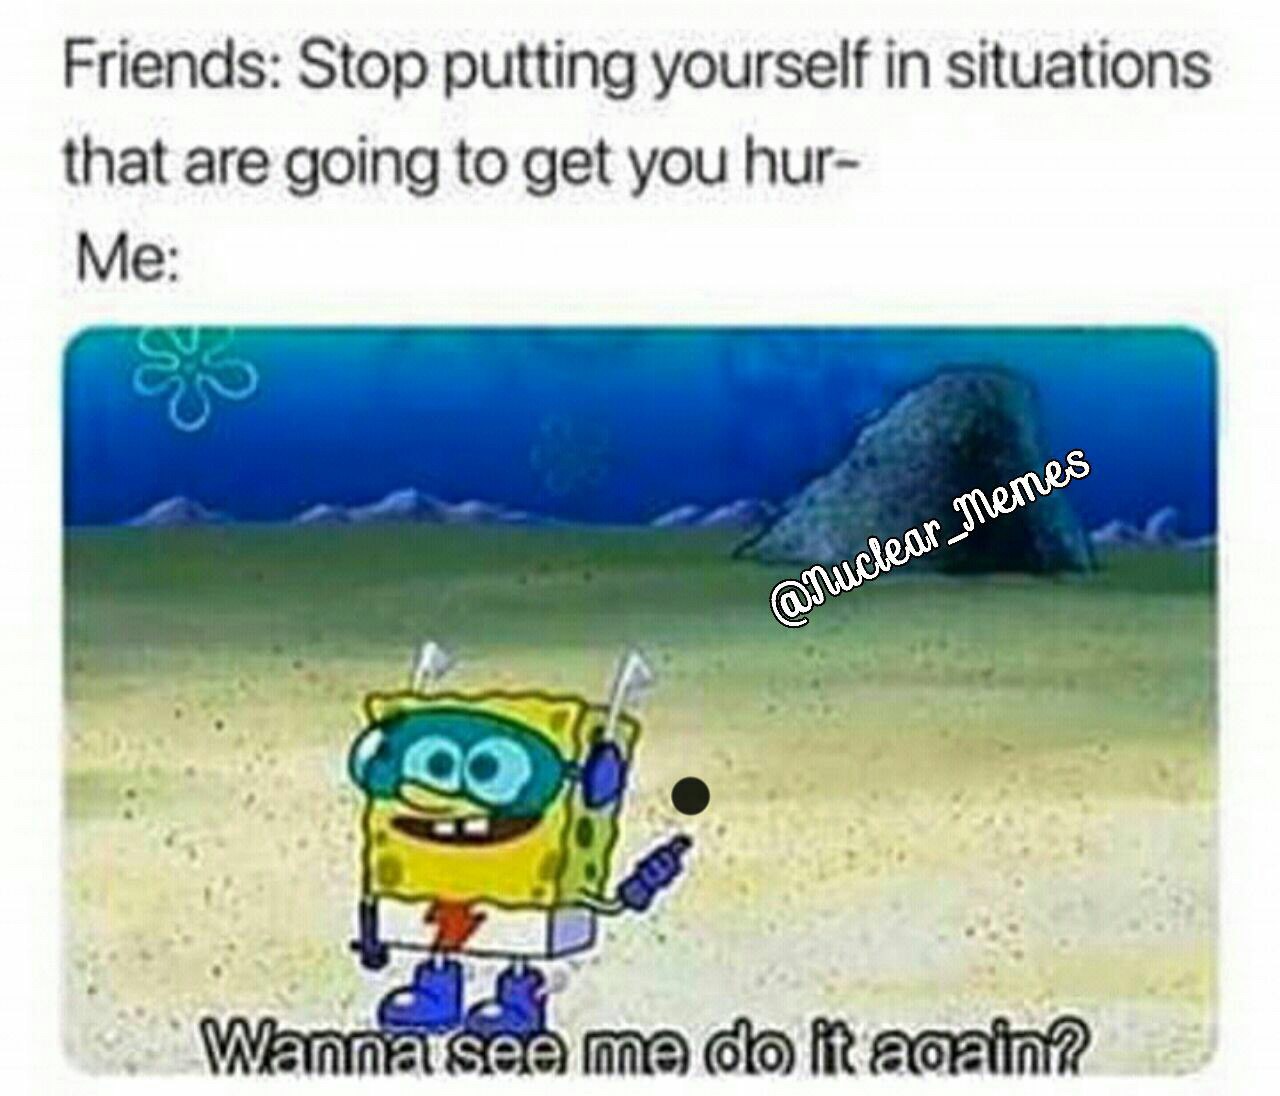 Friends: Stop putting yourself in situations
that are going to get you hur-
Me:
@Nuclear_Memes
Wanna see me do it again?